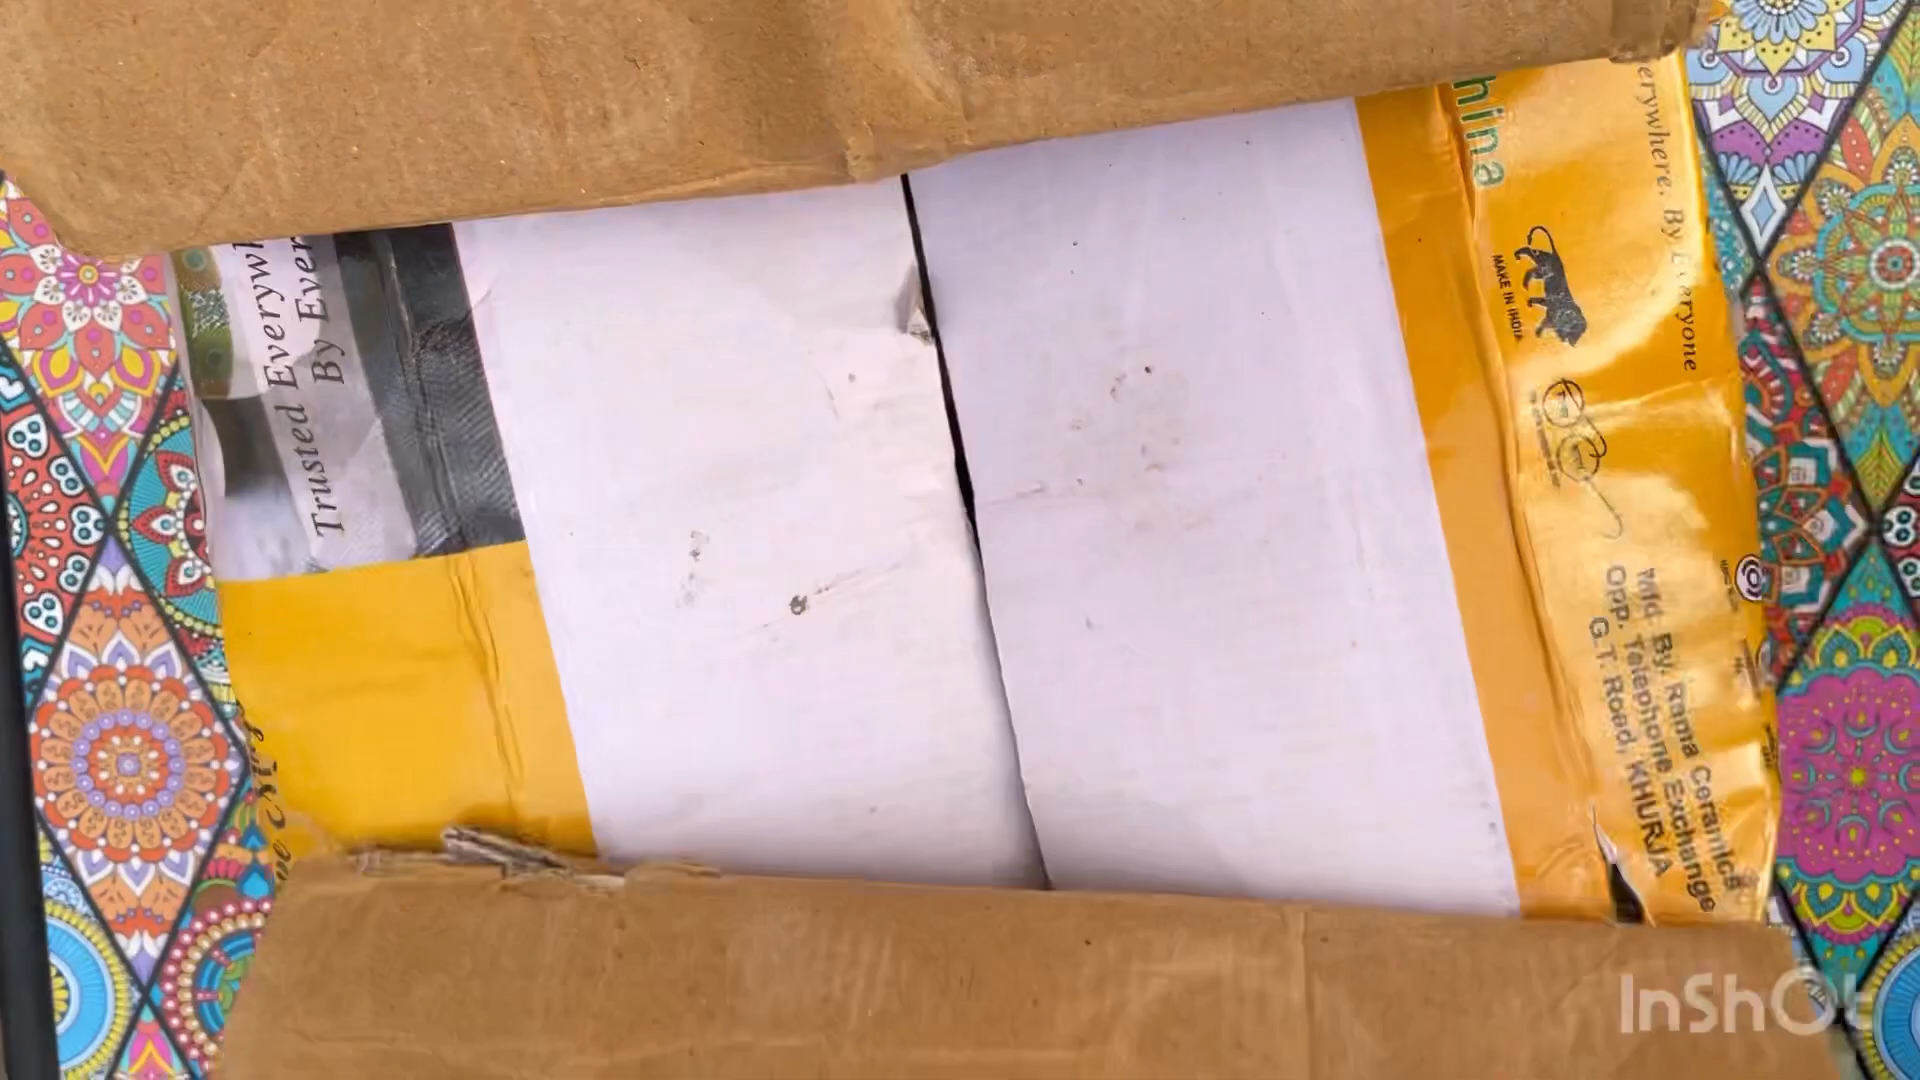 Trusted Everywh
By Ever
hina
MAKE IN INDIA
erywhere. By Everyone
Mfd. By. Rama Ceramics
Opp. Telephone Exchange
G.T. Road, KHURJA
InShOt